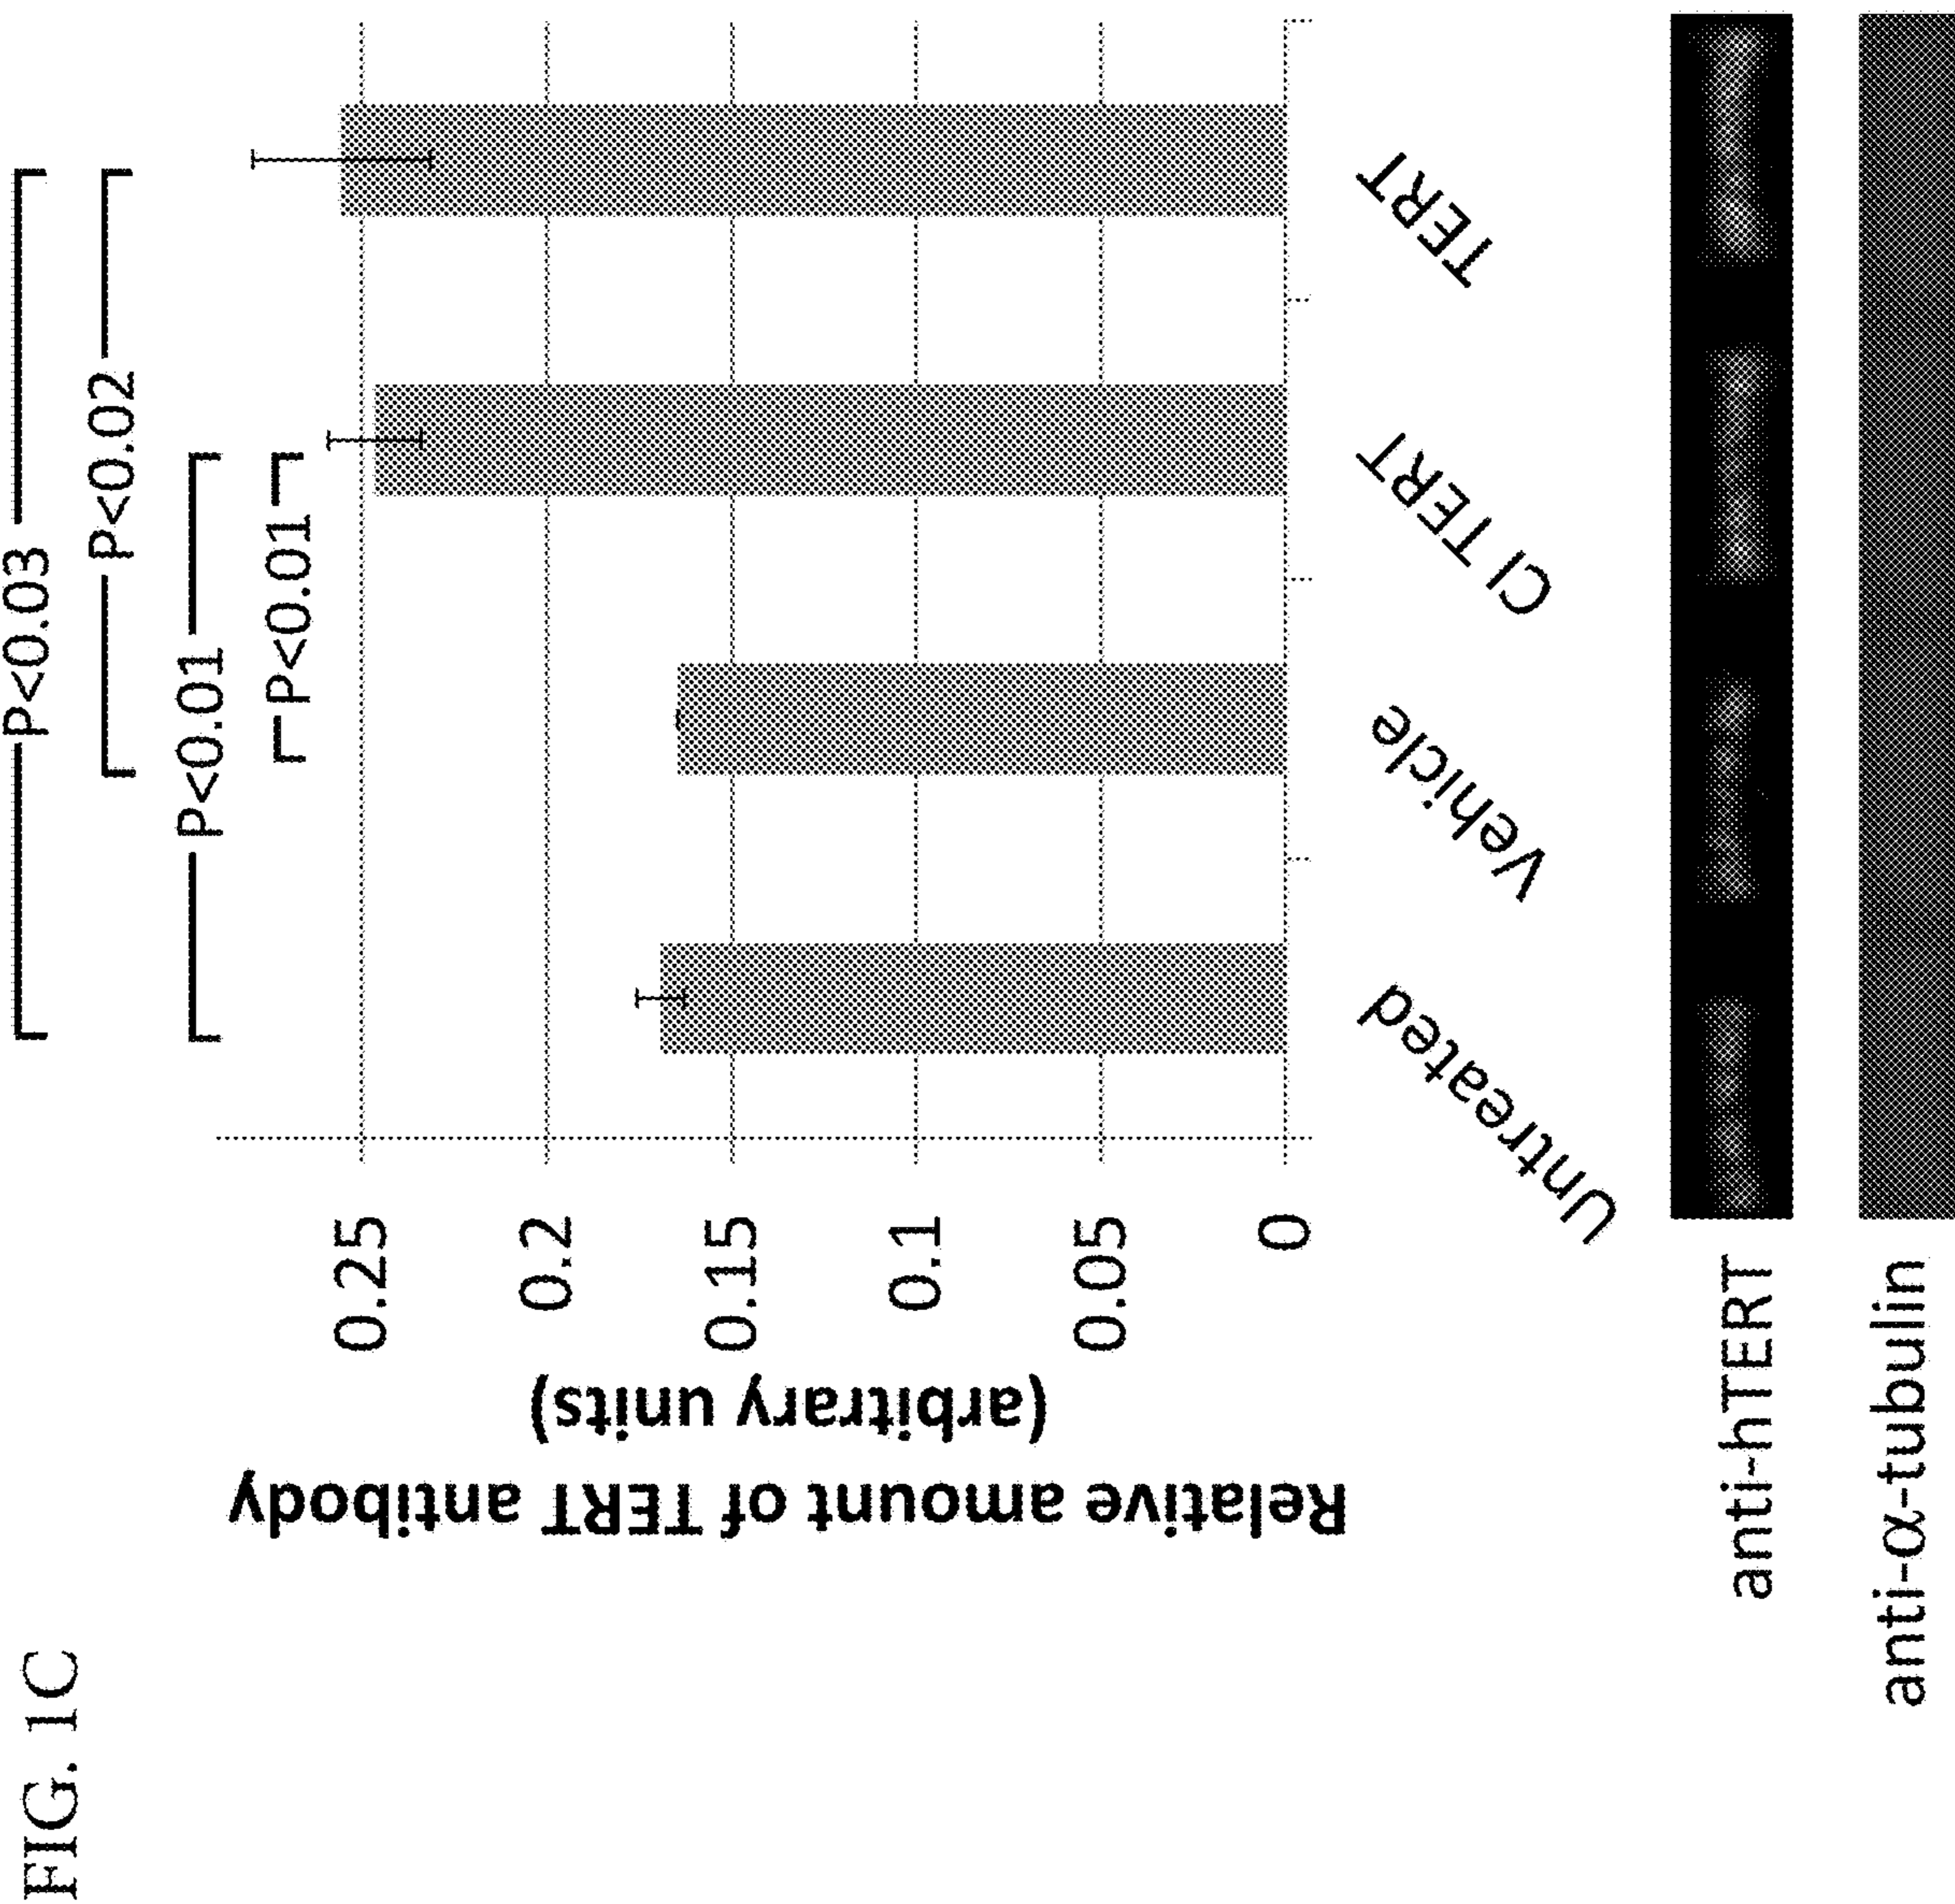 FIG. 1C
P<0.03
P<0.02
P<0.01
P<0.01
Relative amount of TERT antibody
(arbitrary units)
0.25
0.2
0.15
0.1
0.05
0
Untreated
Vehicle
CI TERT
TERT
anti-hTERT
anti-α-tubulin